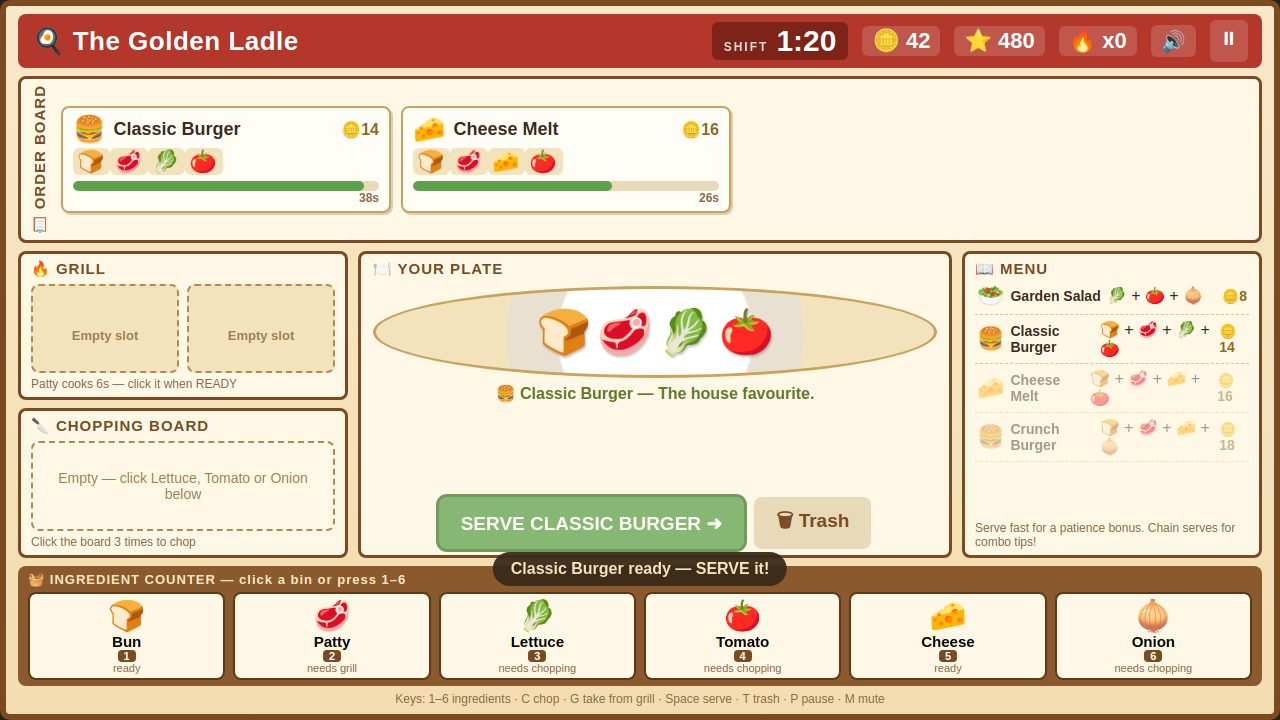 The Golden Ladle
SHIFT 1:20
42
480
x0
ORDER BOARD
Classic Burger 14
38s
Cheese Melt 16
26s
GRILL
Empty slot
Empty slot
Patty cooks 6s — click it when READY
CHOPPING BOARD
Empty — click Lettuce, Tomato or Onion
below
Click the board 3 times to chop
YOUR PLATE
Classic Burger — The house favourite.
SERVE CLASSIC BURGER ➜
Trash
Classic Burger ready — SERVE it!
MENU
Garden Salad + + 8
Classic + + +
Burger 14
Cheese + + +
Melt 16
Crunch + + +
Burger 18
Serve fast for a patience bonus. Chain serves for
combo tips!
INGREDIENT COUNTER — click a bin or press 1–6
Bun
1
ready
Patty
2
needs grill
Lettuce
3
needs chopping
Tomato
4
needs chopping
Cheese
5
ready
Onion
6
needs chopping
Keys: 1–6 ingredients · C chop · G take from grill · Space serve · T trash · P pause · M mute